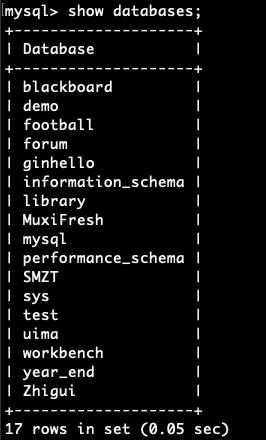 mysql> show databases;
+--------------------+
| Database           |
+--------------------+
| blackboard         |
| demo               |
| football           |
| forum              |
| ginhello           |
| information_schema |
| library            |
| MuxiFresh          |
| mysql              |
| performance_schema |
| SMZT               |
| sys                |
| test               |
| uima               |
| workbench          |
| year_end           |
| Zhigui             |
+--------------------+
17 rows in set (0.05 sec)